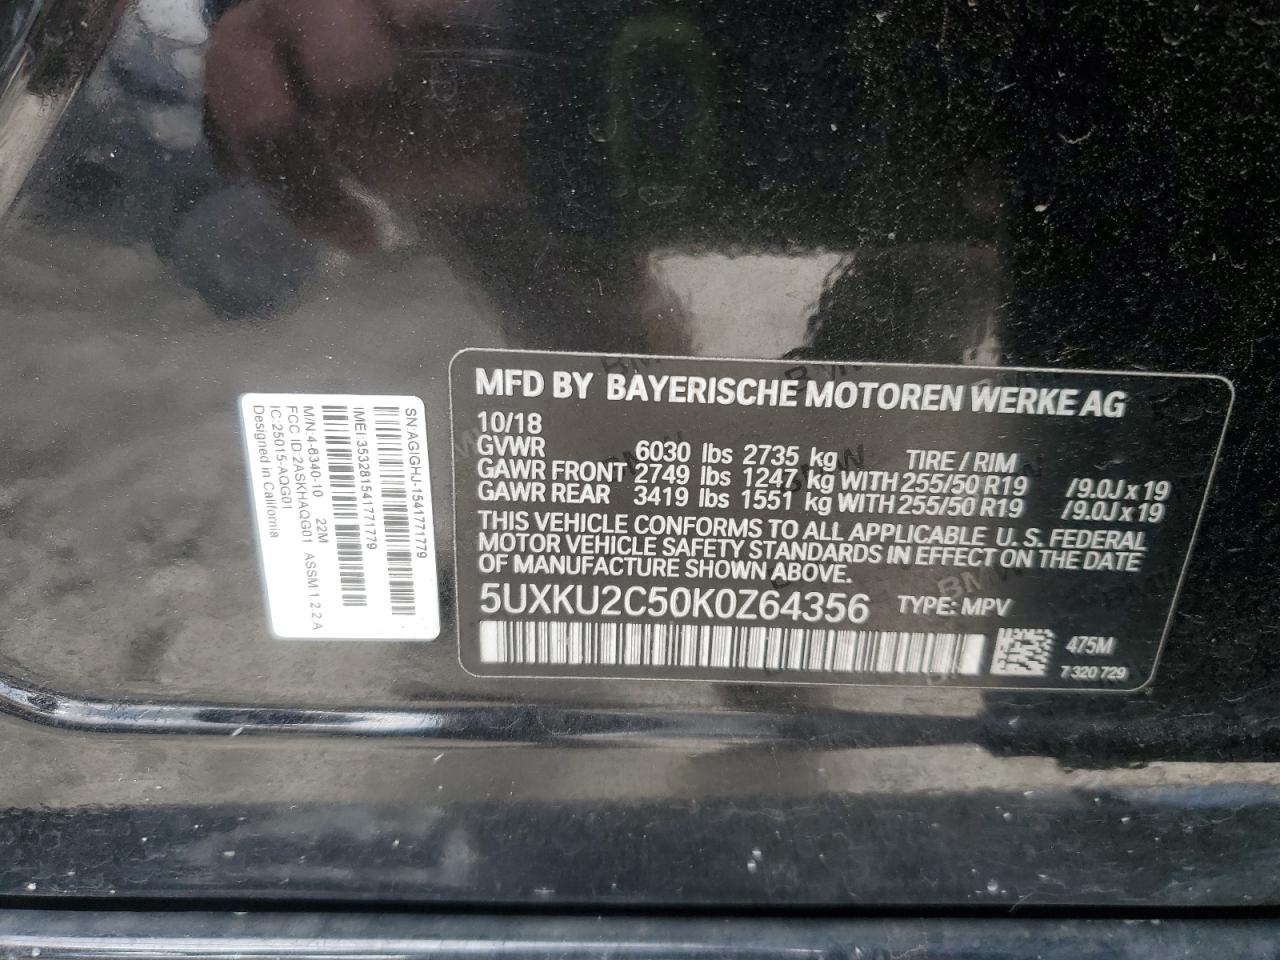 MFD BY BAYERISCHE MOTOREN WERKE AG
10/18
GVWR 6030 lbs 2735 kg TIRE / RIM
GAWR FRONT 2749 lbs 1247 kg WITH 255/50 R19 /9.0J x 19
GAWR REAR 3419 lbs 1551 kg WITH 255/50 R19 /9.0J x 19
THIS VEHICLE CONFORMS TO ALL APPLICABLE U. S. FEDERAL
MOTOR VEHICLE SAFETY STANDARDS IN EFFECT ON THE DATE
OF MANUFACTURE SHOWN ABOVE.
5UXKU2C50K0Z64356 TYPE: MPV
475M
7 320 729
SN:AGIGHJ-1541771779
IMEI:353281541771779
M/N:4-6340-10 22M
FCC ID:2ASKHAQG01 ASSM:1.2.2.A
IC:25015-AQG01
Designed in California